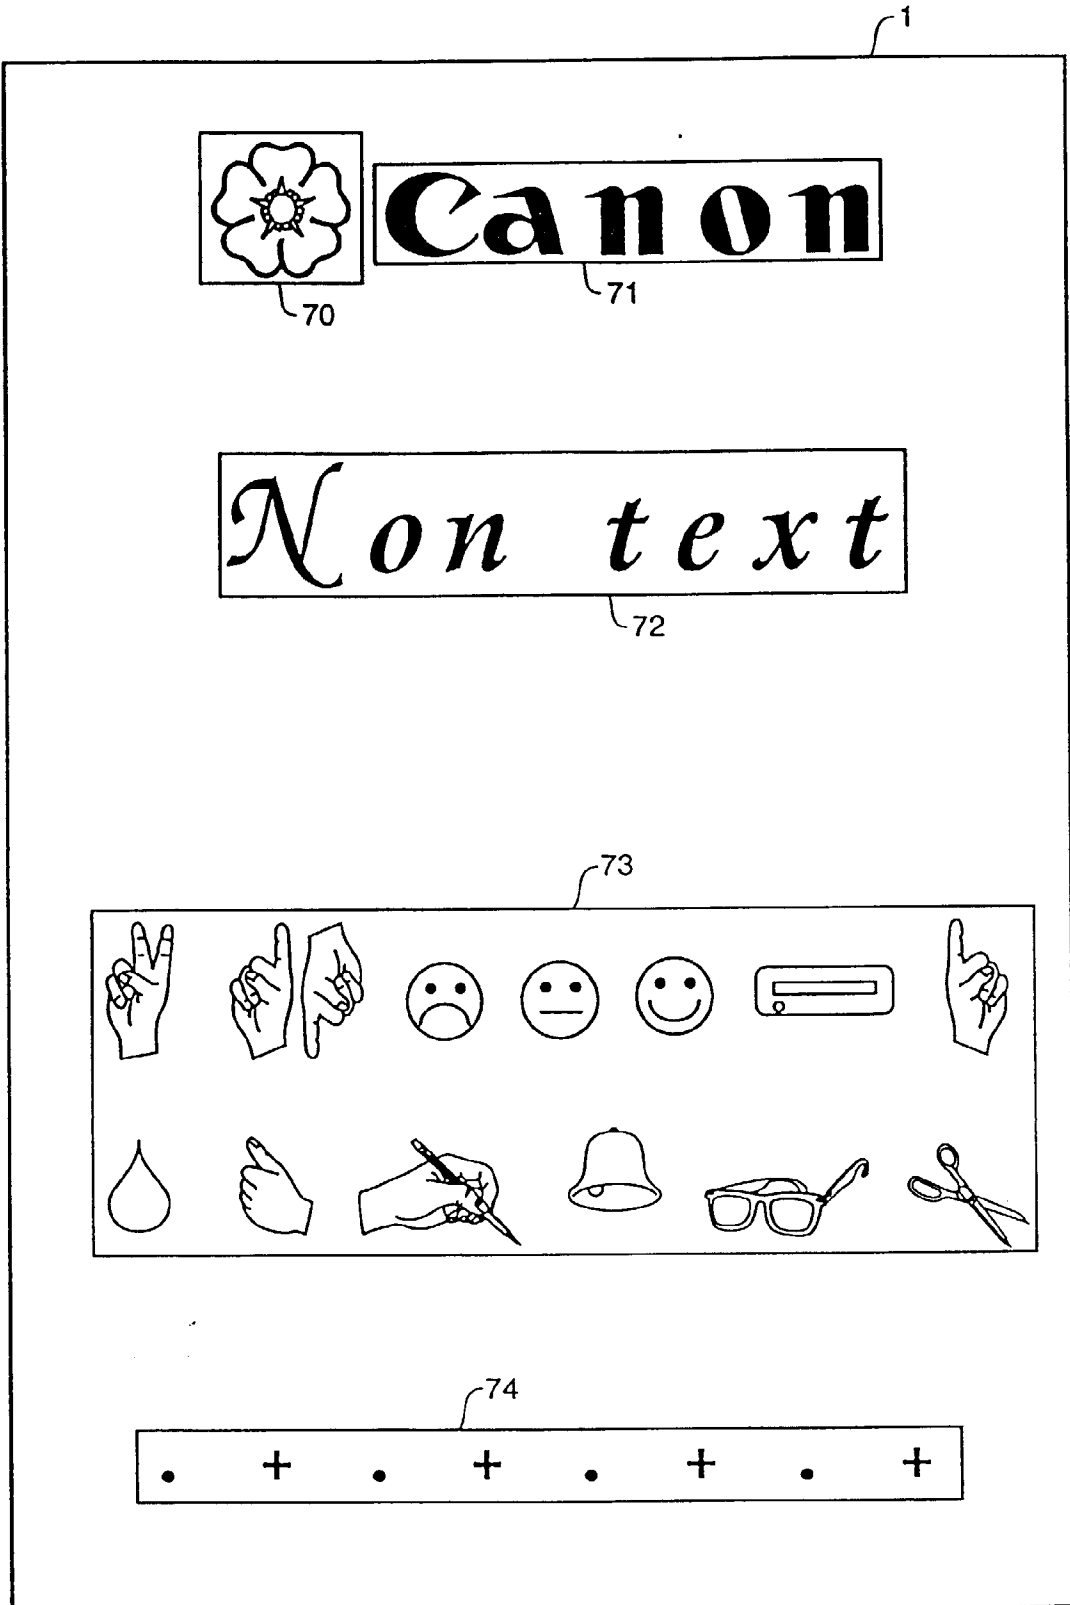 1
Canon
70
71
Non text
72
73
74
. + . + . + . +